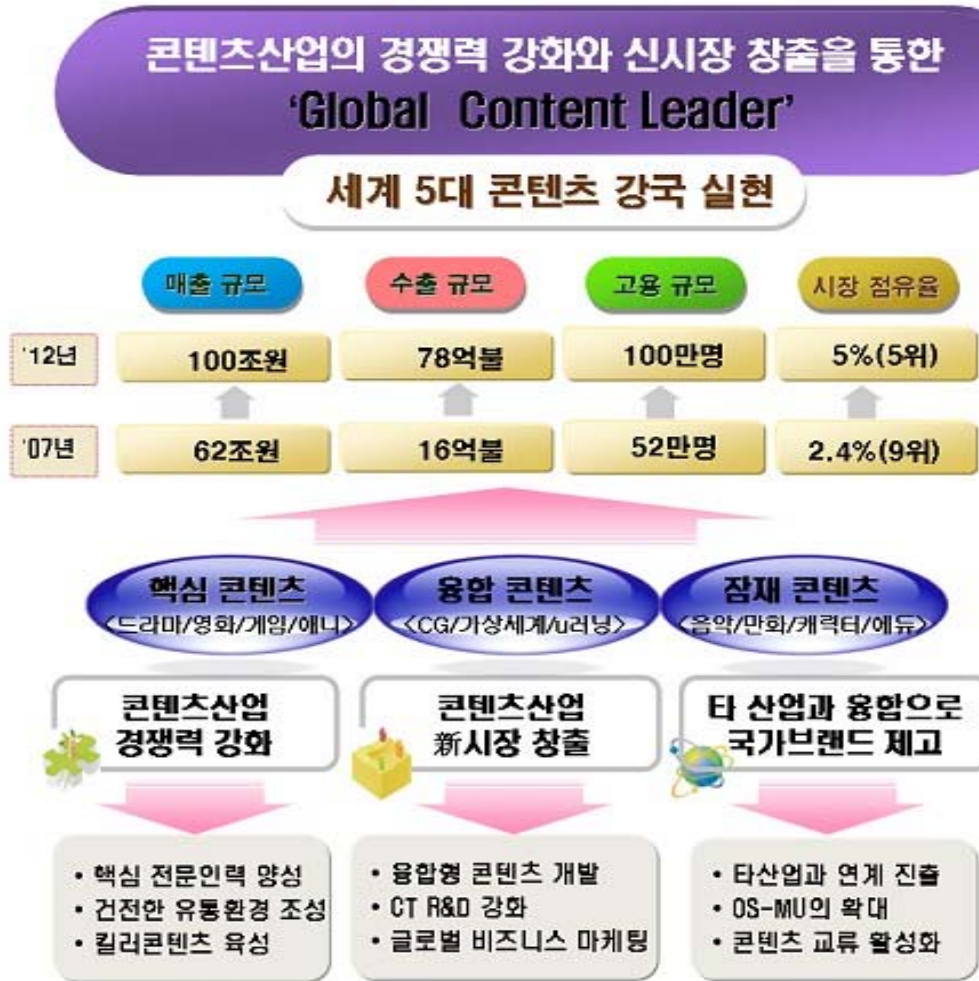 콘텐츠산업의 경쟁력 강화와 신시장 창출을 통한
‘Global Content Leader’
세계 5대 콘텐츠 강국 실현
매출 규모
수출 규모
고용 규모
시장 점유율
'12년
100조원
78억불
100만명
5%(5위)
'07년
62조원
16억불
52만명
2.4%(9위)
핵심 콘텐츠
<드라마/영화/게임/애니>
융합 콘텐츠
<CG/가상세계/u러닝>
잠재 콘텐츠
<음악/만화/캐릭터/에듀>
콘텐츠산업
경쟁력 강화
콘텐츠산업
新시장 창출
타 산업과 융합으로
국가브랜드 제고
• 핵심 전문인력 양성
• 건전한 유통환경 조성
• 킬러콘텐츠 육성
• 융합형 콘텐츠 개발
• CT R&D 강화
• 글로벌 비즈니스 마케팅
• 타산업과 연계 진출
• OS-MU의 확대
• 콘텐츠 교류 활성화